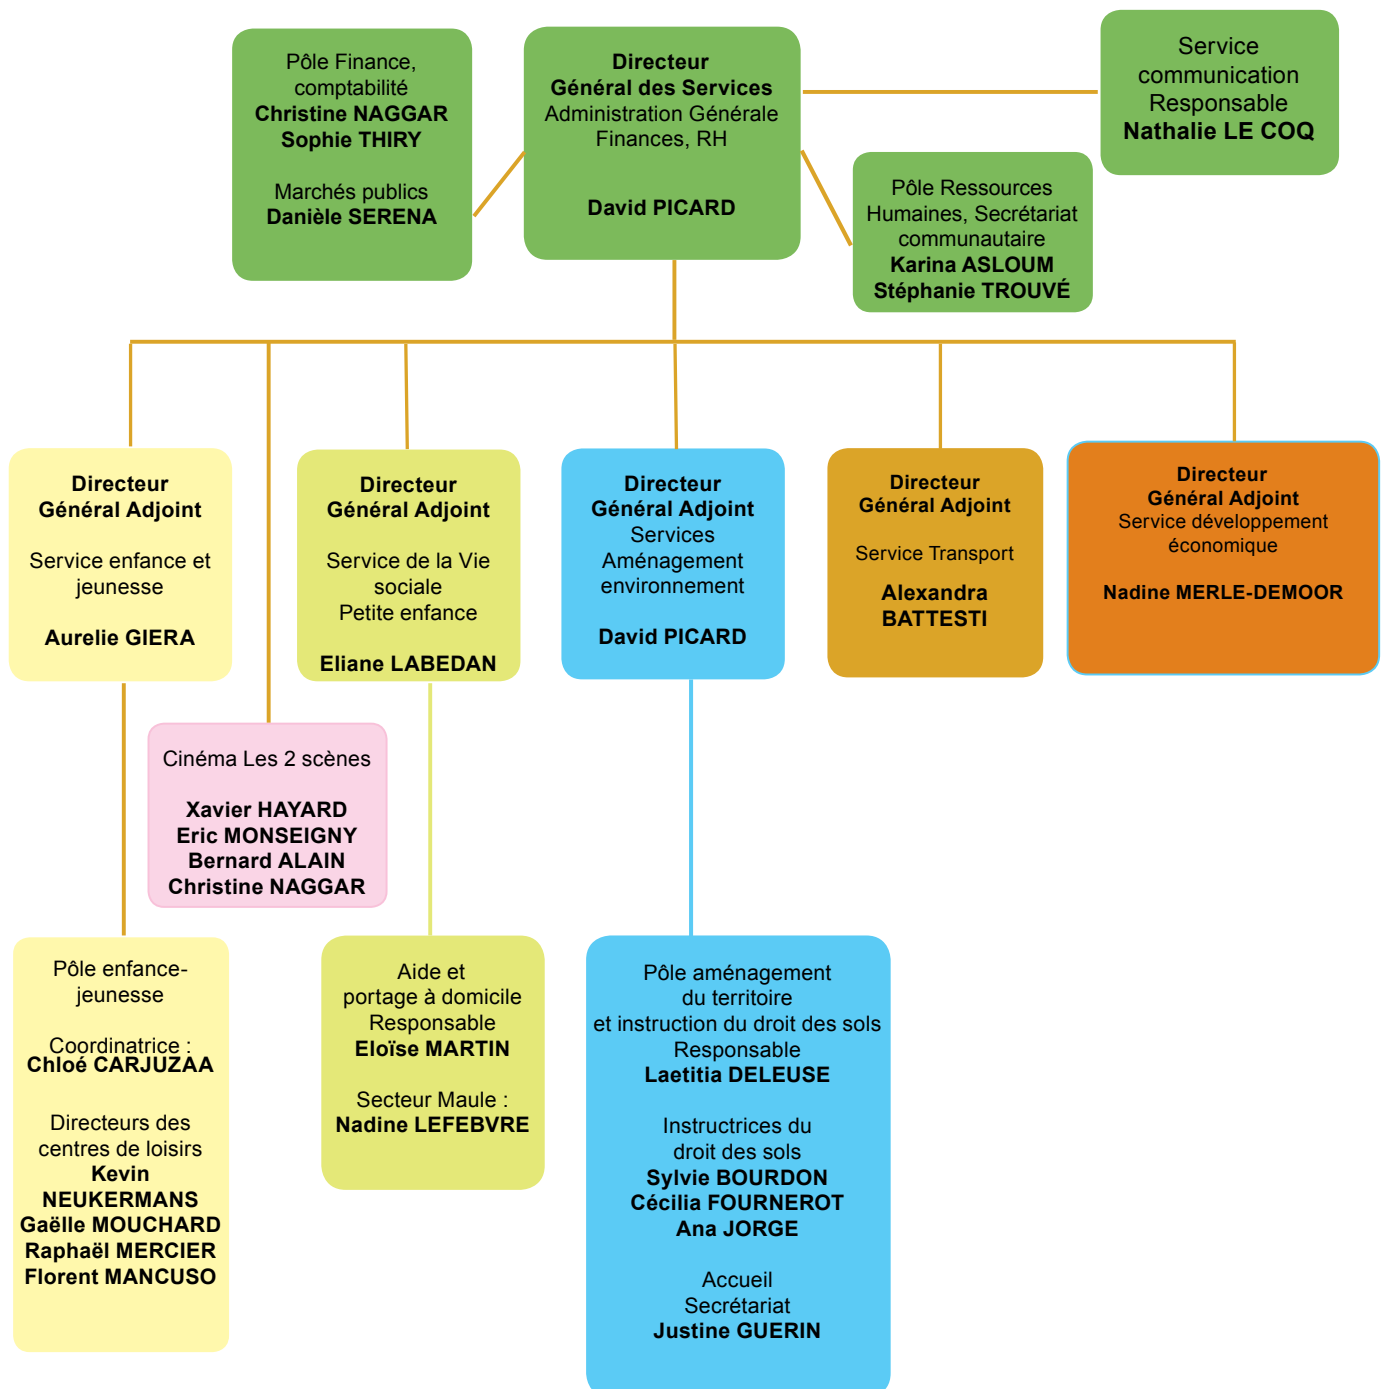 Pôle Finance,
comptabilité
Christine NAGGAR
Sophie THIRY
Marchés publics
Danièle SERENA
Directeur
Général des Services
Administration Générale
Finances, RH
David PICARD
Service
communication
Responsable
Nathalie LE COQ
Pôle Ressources
Humaines, Secrétariat
communautaire
Karina ASLOUM
Stéphanie TROUVÉ
Directeur
Général Adjoint
Service enfance et
jeunesse
Aurelie GIERA
Directeur
Général Adjoint
Service de la Vie
sociale
Petite enfance
Eliane LABEDAN
Directeur
Général Adjoint
Services
Aménagement
environnement
David PICARD
Directeur
Général Adjoint
Service Transport
Alexandra
BATTESTI
Directeur
Général Adjoint
Service développement
économique
Nadine MERLE-DEMOOR
Cinéma Les 2 scènes
Xavier HAYARD
Eric MONSEIGNY
Bernard ALAIN
Christine NAGGAR
Pôle enfance-
jeunesse
Coordinatrice :
Chloé CARJUZAA
Directeurs des
centres de loisirs
Kevin
NEUKERMANS
Gaëlle MOUCHARD
Raphaël MERCIER
Florent MANCUSO
Aide et
portage à domicile
Responsable
Eloïse MARTIN
Secteur Maule :
Nadine LEFEBVRE
Pôle aménagement
du territoire
et instruction du droit des sols
Responsable
Laetitia DELEUSE
Instructrices du
droit des sols
Sylvie BOURDON
Cécilia FOURNEROT
Ana JORGE
Accueil
Secrétariat
Justine GUERIN